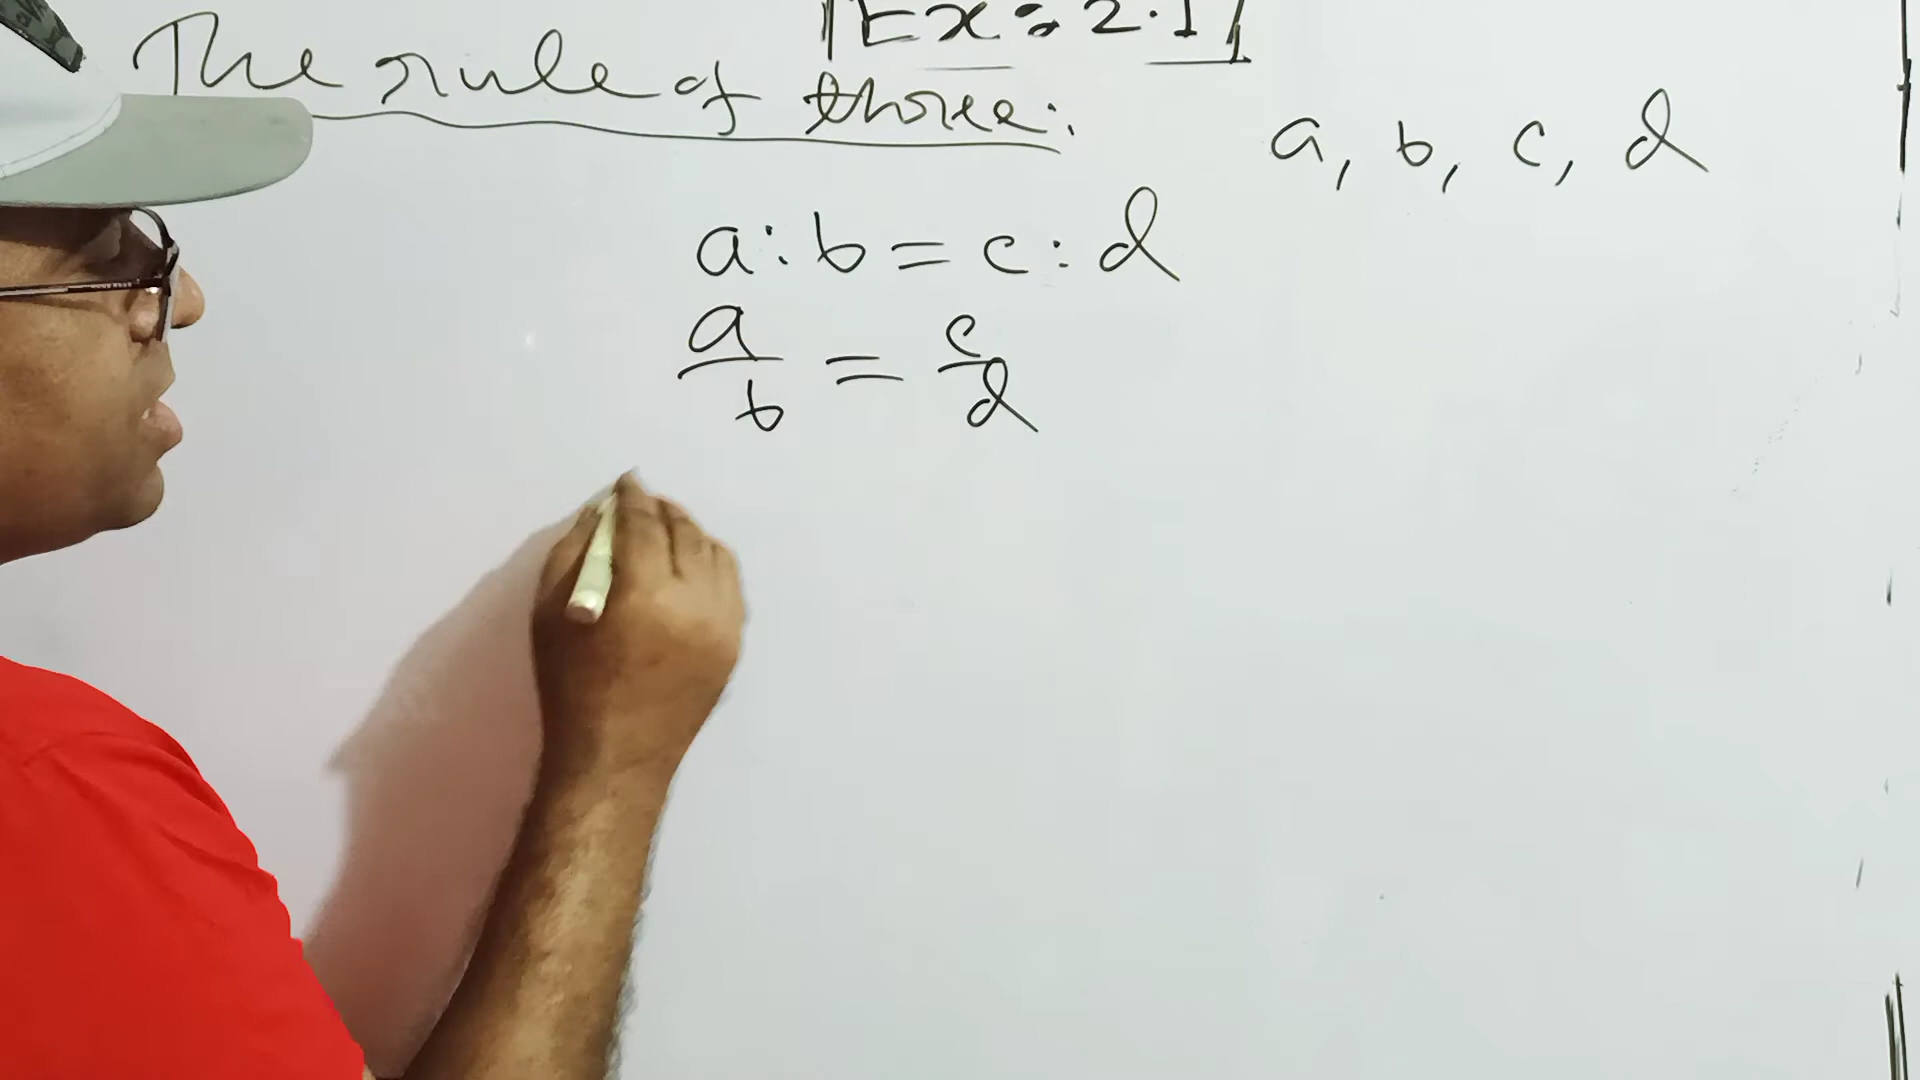 Ex: 2.1
The rule of three:
a, b, c, d
a:b = c:d
a/b = c/d